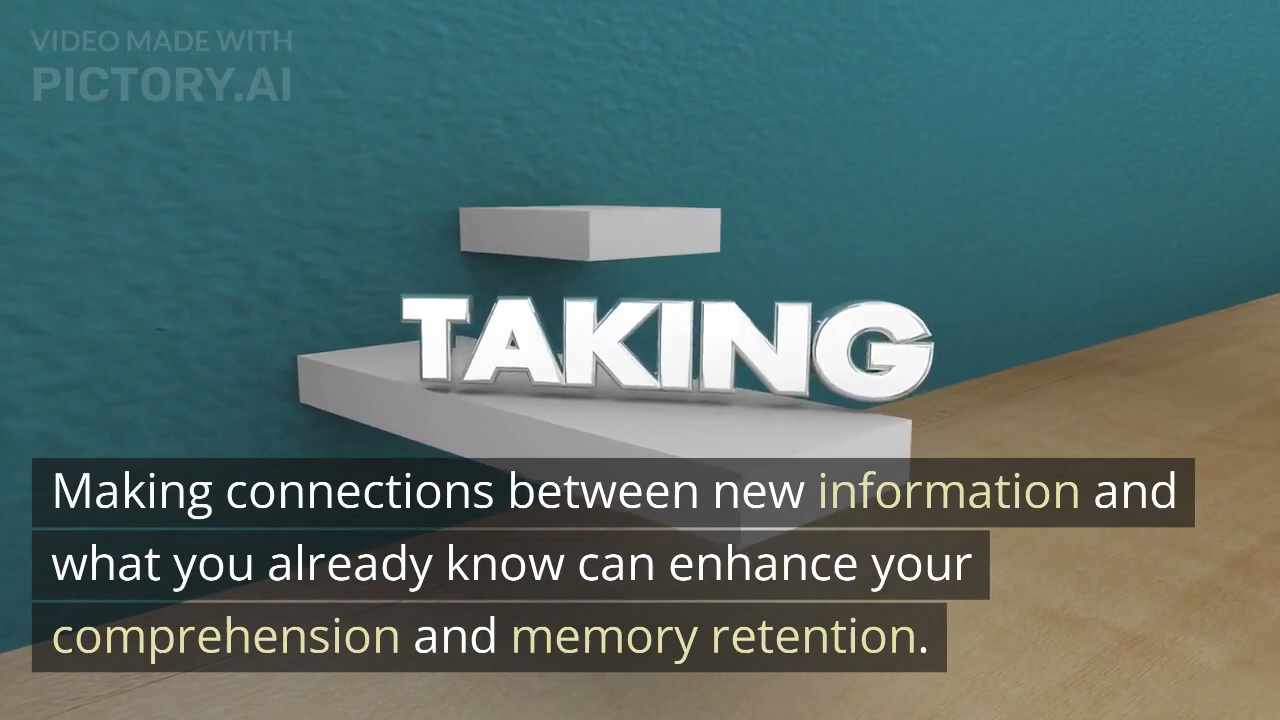 VIDEO MADE WITH
PICTORY.AI
TAKING
Making connections between new information and
what you already know can enhance your
comprehension and memory retention.